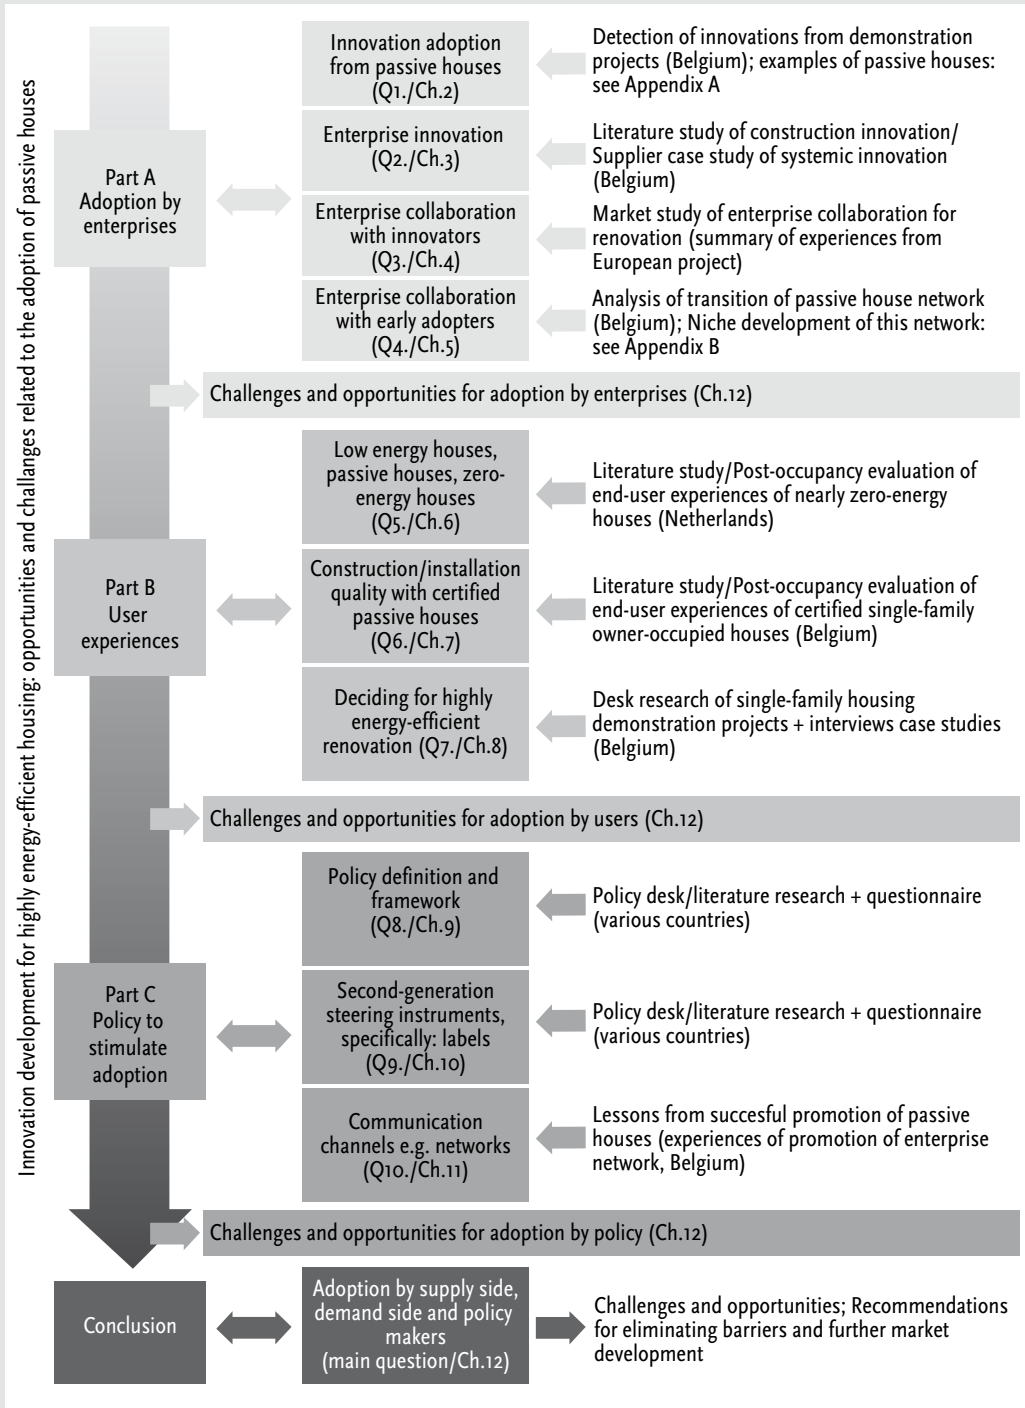 Innovation development for highly energy-efficient housing: opportunities and challanges related to the adoption of passive houses
Part A
Adoption by
enterprises
Innovation adoption
from passive houses
(Q1./Ch.2)
Detection of innovations from demonstration
projects (Belgium); examples of passive houses:
see Appendix A
Enterprise innovation
(Q2./Ch.3)
Literature study of construction innovation/
Supplier case study of systemic innovation
(Belgium)
Enterprise collaboration
with innovators
(Q3./Ch.4)
Market study of enterprise collaboration for
renovation (summary of experiences from
European project)
Enterprise collaboration
with early adopters
(Q4./Ch.5)
Analysis of transition of passive house network
(Belgium); Niche development of this network:
see Appendix B
Challenges and opportunities for adoption by enterprises (Ch.12)
Part B
User
experiences
Low energy houses,
passive houses, zero-
energy houses
(Q5./Ch.6)
Literature study/Post-occupancy evaluation of
end-user experiences of nearly zero-energy
houses (Netherlands)
Construction/installation
quality with certified
passive houses
(Q6./Ch.7)
Literature study/Post-occupancy evaluation of
end-user experiences of certified single-family
owner-occupied houses (Belgium)
Deciding for highly
energy-efficient
renovation (Q7./Ch.8)
Desk research of single-family housing
demonstration projects + interviews case studies
(Belgium)
Challenges and opportunities for adoption by users (Ch.12)
Part C
Policy to
stimulate
adoption
Policy definition and
framework
(Q8./Ch.9)
Policy desk/literature research + questionnaire
(various countries)
Second-generation
steering instruments,
specifically: labels
(Q9./Ch.10)
Policy desk/literature research + questionnaire
(various countries)
Communication
channels e.g. networks
(Q10./Ch.11)
Lessons from succesful promotion of passive
houses (experiences of promotion of enterprise
network, Belgium)
Challenges and opportunities for adoption by policy (Ch.12)
Conclusion
Adoption by supply side,
demand side and policy
makers
(main question/Ch.12)
Challenges and opportunities; Recommendations
for eliminating barriers and further market
development